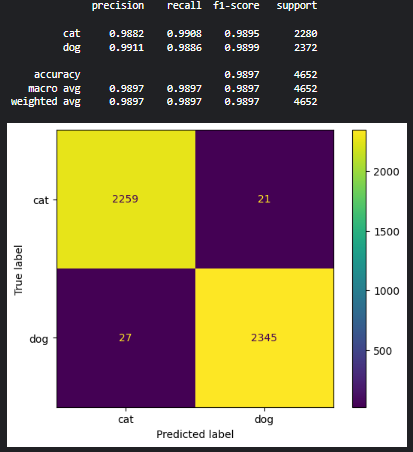 precision recall f1-score support
cat 0.9882 0.9908 0.9895 2280
dog 0.9911 0.9886 0.9899 2372
accuracy 0.9897 4652
macro avg 0.9897 0.9897 0.9897 4652
weighted avg 0.9897 0.9897 0.9897 4652
cat 2259 21
dog 27 2345
cat dog
Predicted label
True label
2000
1500
1000
500